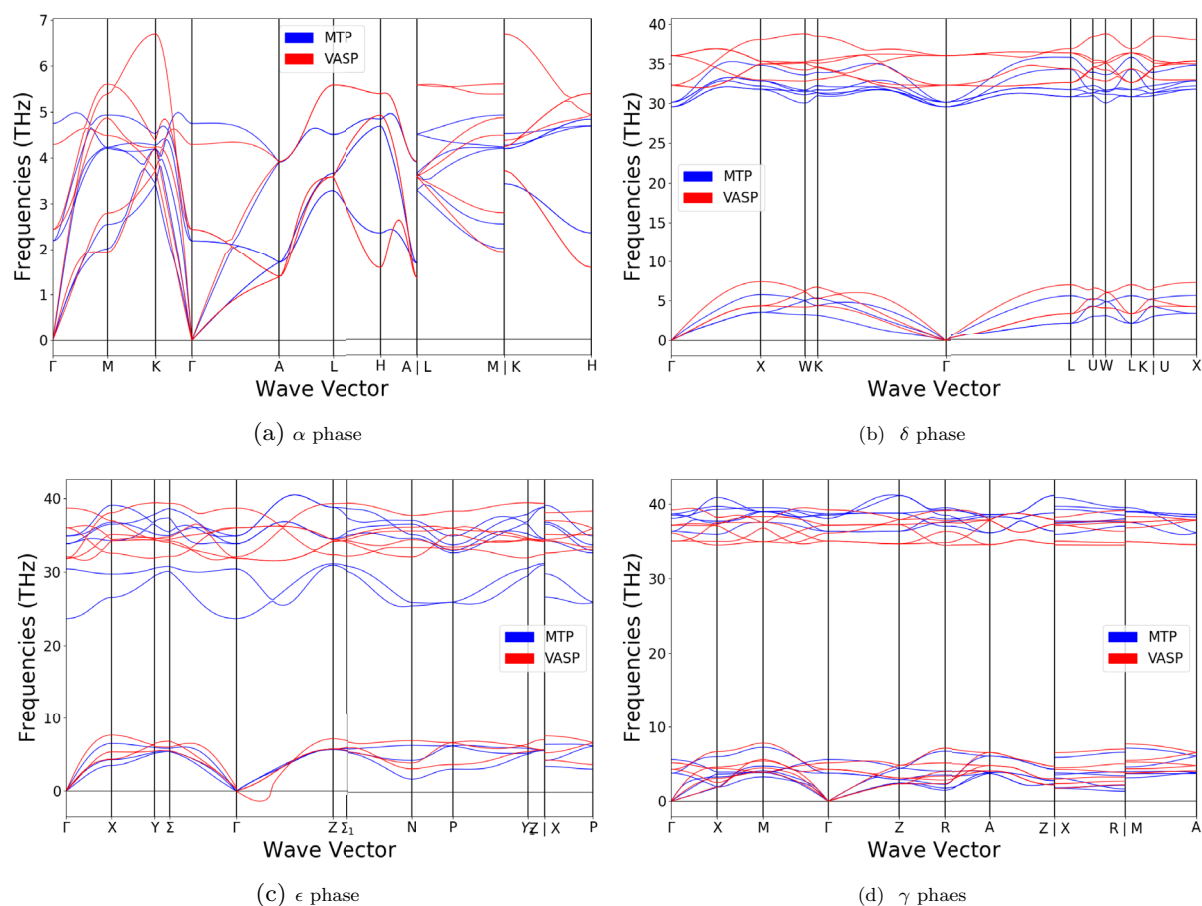 7
6
5
4
3
2
1
0
Frequencies (THz)
MTP
VASP
Γ M K Γ A L H A | L M | K H
Wave Vector
(a) α phase
40
35
30
25
20
15
10
5
0
Frequencies (THz)
MTP
VASP
Γ X W K Γ L U W L K | U X
Wave Vector
(b) δ phase
40
30
20
10
0
Frequencies (THz)
MTP
VASP
Γ X Y Σ Γ Z Σ1 N P Y1 Z | X P
Wave Vector
(c) ϵ phase
40
30
20
10
0
Frequencies (THz)
MTP
VASP
Γ X M Γ Z R A Z | X R | M A
Wave Vector
(d) γ phaes